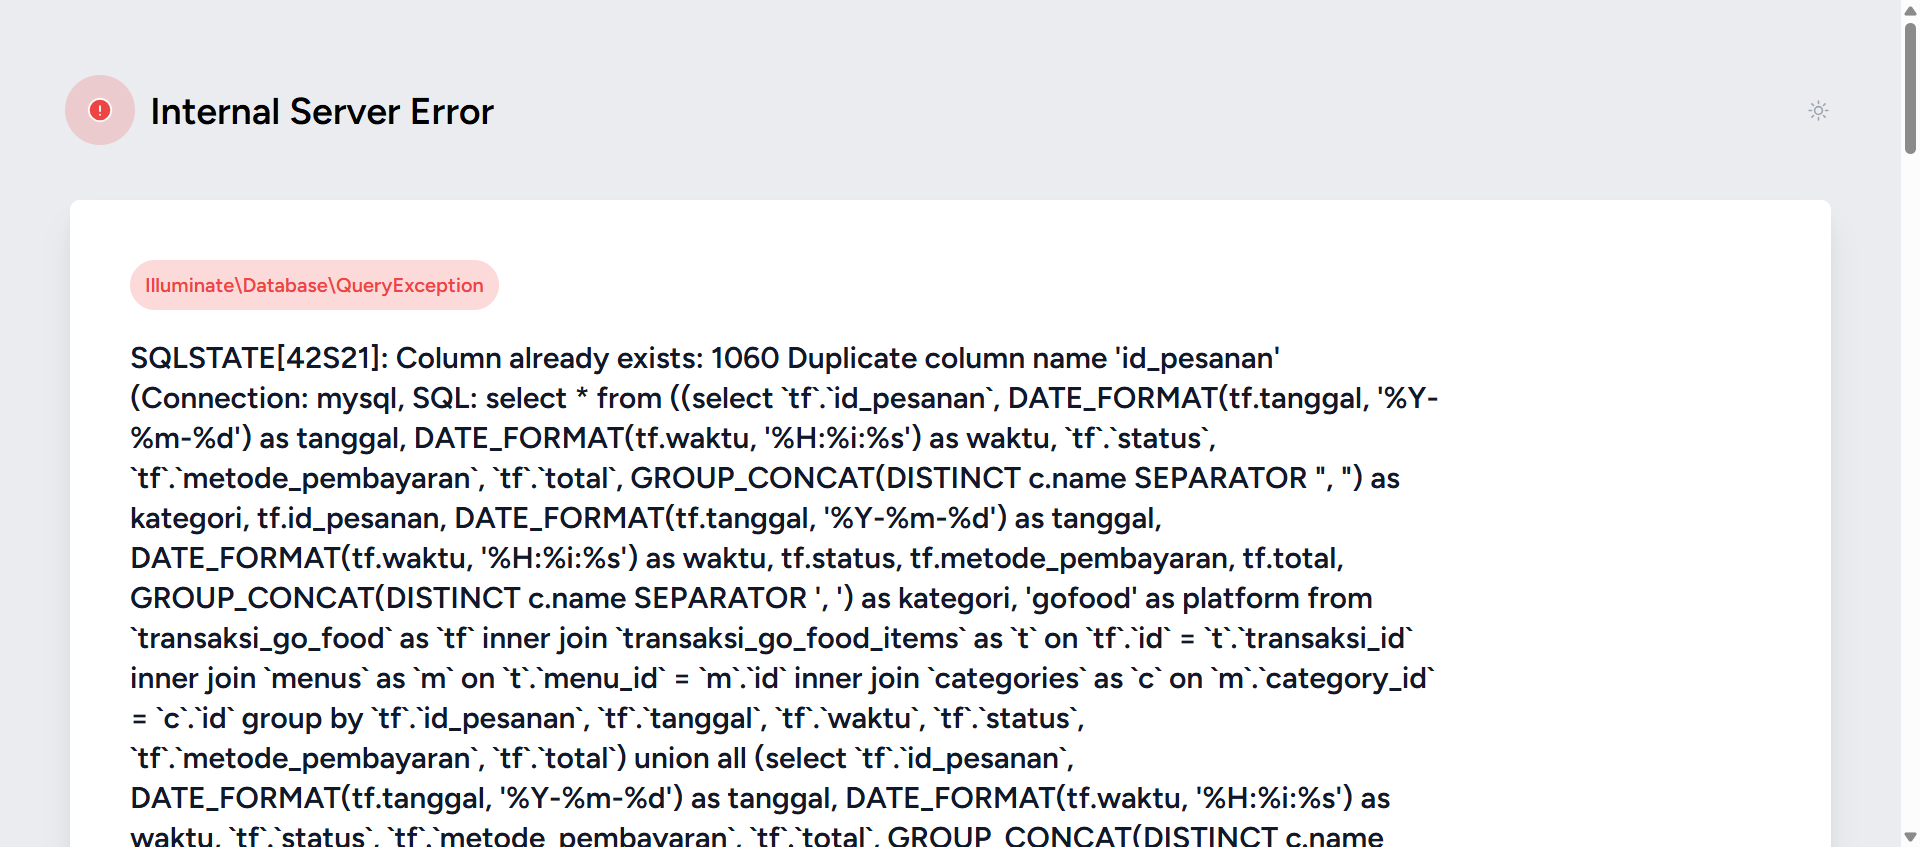 Internal Server Error
Illuminate\Database\QueryException
SQLSTATE[42S21]: Column already exists: 1060 Duplicate column name 'id_pesanan'
(Connection: mysql, SQL: select * from ((select `tf`.`id_pesanan`, DATE_FORMAT(tf.tanggal, '%Y-
%m-%d') as tanggal, DATE_FORMAT(tf.waktu, '%H:%i:%s') as waktu, `tf`.`status`,
`tf`.`metode_pembayaran`, `tf`.`total`, GROUP_CONCAT(DISTINCT c.name SEPARATOR ", ") as
kategori, tf.id_pesanan, DATE_FORMAT(tf.tanggal, '%Y-%m-%d') as tanggal,
DATE_FORMAT(tf.waktu, '%H:%i:%s') as waktu, tf.status, tf.metode_pembayaran, tf.total,
GROUP_CONCAT(DISTINCT c.name SEPARATOR ', ') as kategori, 'gofood' as platform from
`transaksi_go_food` as `tf` inner join `transaksi_go_food_items` as `t` on `tf`.`id` = `t`.`transaksi_id`
inner join `menus` as `m` on `t`.`menu_id` = `m`.`id` inner join `categories` as `c` on `m`.`category_id`
= `c`.`id` group by `tf`.`id_pesanan`, `tf`.`tanggal`, `tf`.`waktu`, `tf`.`status`,
`tf`.`metode_pembayaran`, `tf`.`total`) union all (select `tf`.`id_pesanan`,
DATE_FORMAT(tf.tanggal, '%Y-%m-%d') as tanggal, DATE_FORMAT(tf.waktu, '%H:%i:%s') as
waktu, `tf`.`status`, `tf`.`metode_pembayaran`, `tf`.`total`, GROUP_CONCAT(DISTINCT c.name